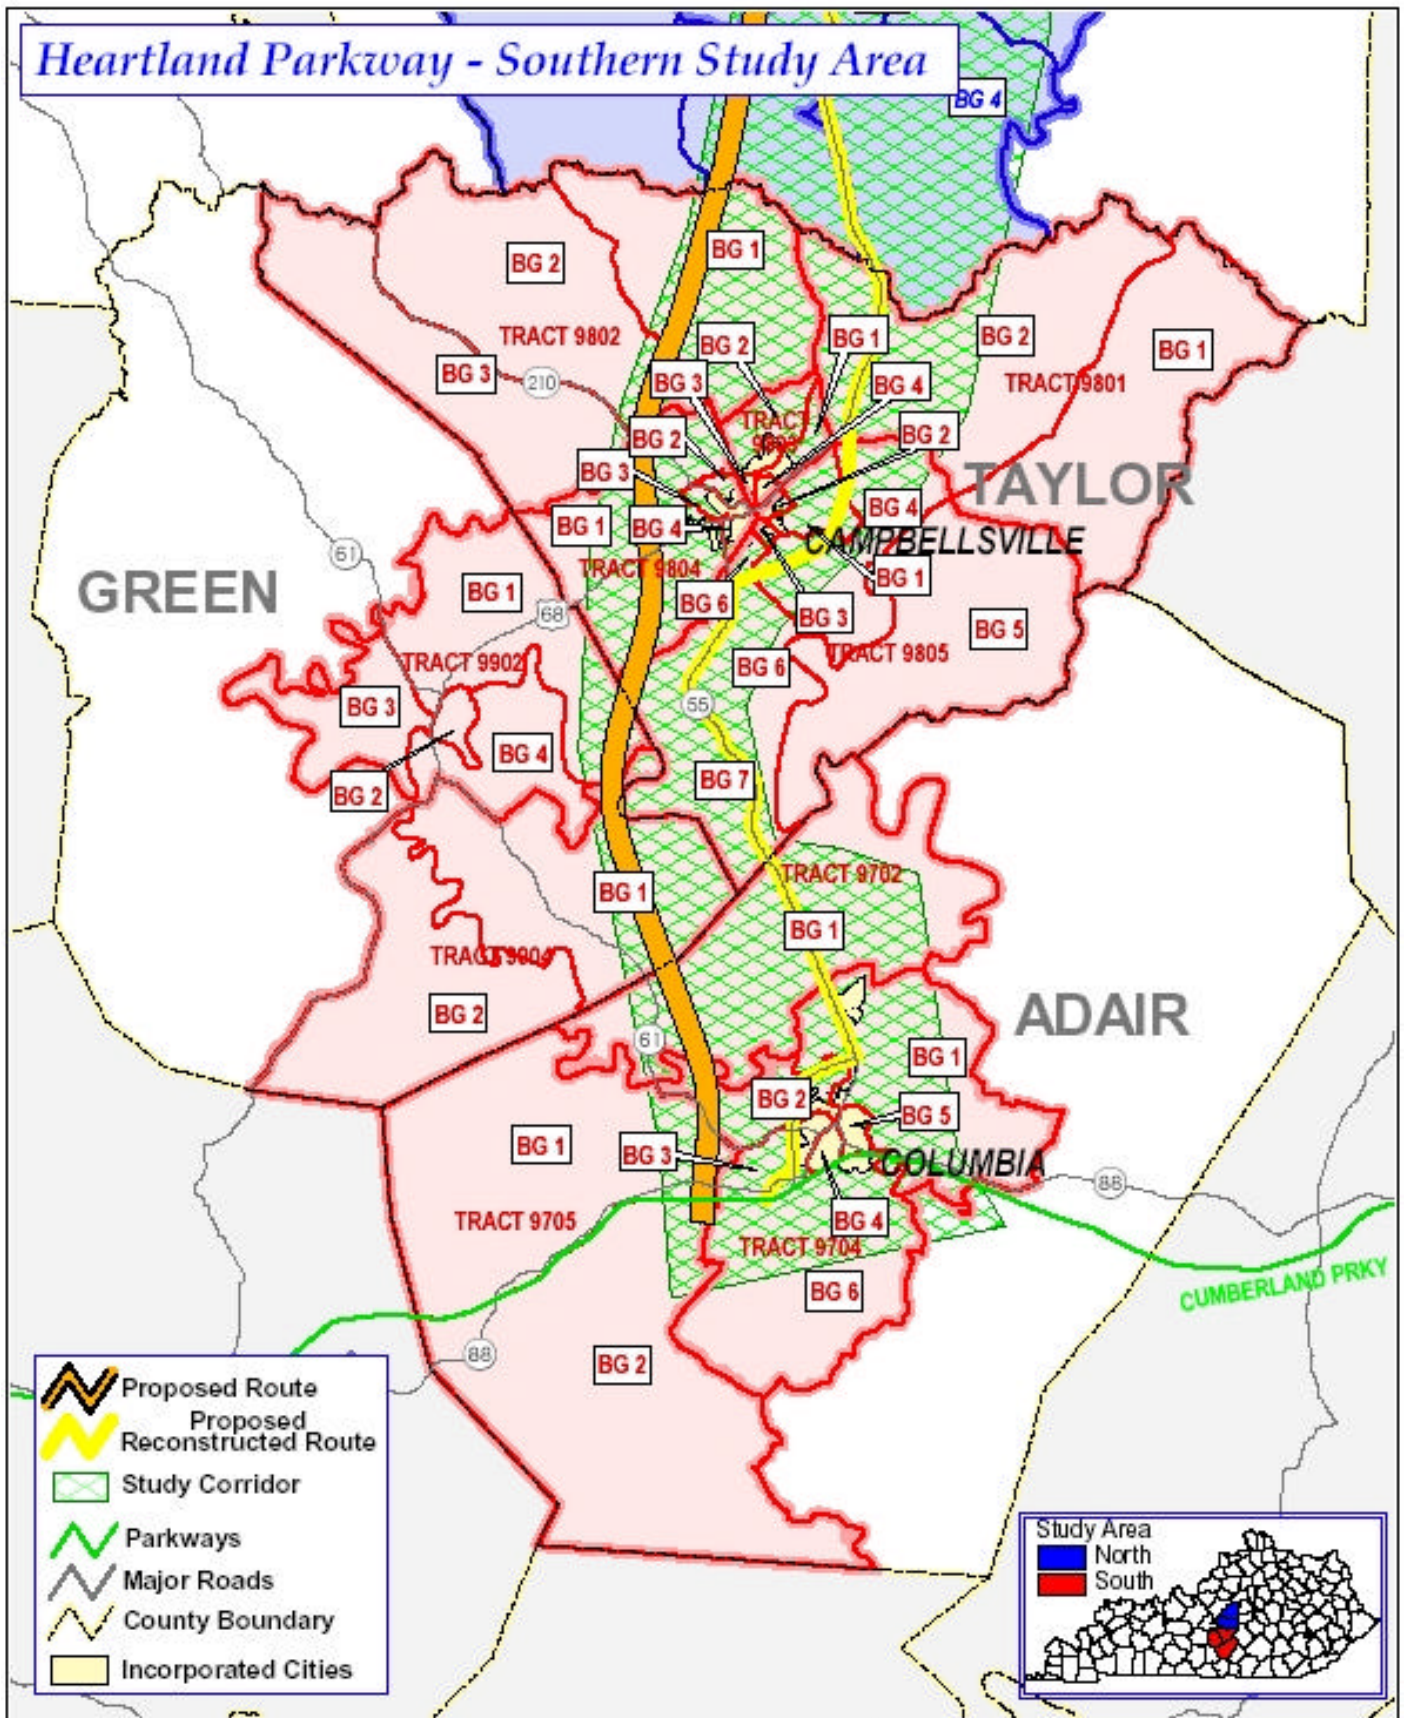 Heartland Parkway - Southern Study Area
BG 4
BG 1
BG 2
TRACT 9802
BG 2
BG 1
BG 2
BG 1
BG 3
BG 3
TRACT 9801
210
BG 4
TRACT
BG 2
BG 2
BG 3
TAYLOR
BG 4
BG 1
BG 4
CAMPBELLSVILLE
61
TRACT 9804
BG 1
GREEN
BG 1
BG 6
68
BG 3
BG 5
TRACT 9805
TRACT 9902
BG 6
BG 3
55
BG 4
BG 7
BG 2
TRACT 9702
BG 1
BG 1
TRACT 9904
BG 2
ADAIR
61
BG 1
BG 2
BG 5
BG 1
BG 3
COLUMBIA
88
TRACT 9705
BG 4
TRACT 9704
CUMBERLAND PRKY
BG 6
88
BG 2
Proposed Route
Proposed
Reconstructed Route
Study Corridor
Parkways
Major Roads
County Boundary
Incorporated Cities
Study Area
North
South